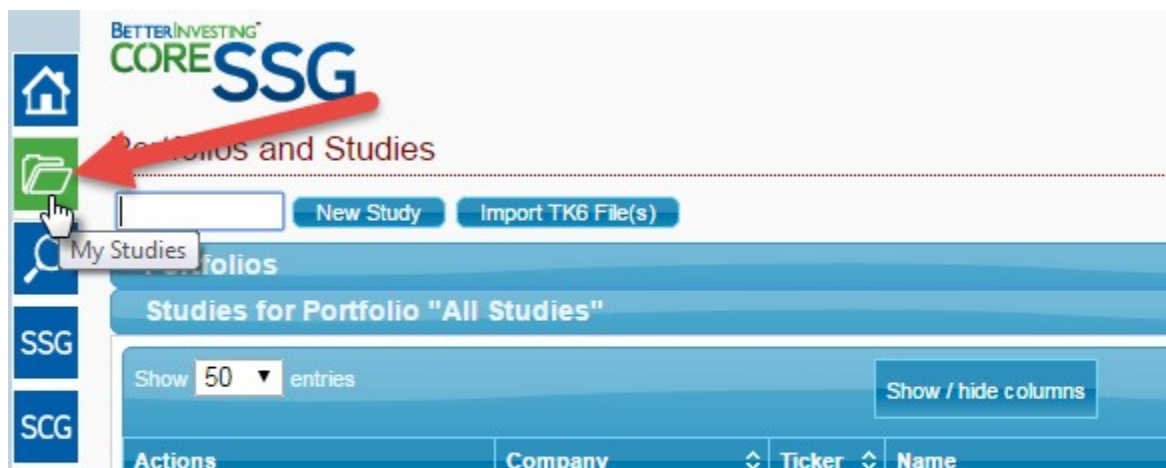 BETTERINVESTING™
CORESSG
Portfolios and Studies
New Study Import TK6 File(s)
My Studies
Portfolios
Studies for Portfolio "All Studies"
SSG
Show 50 entries
Show / hide columns
SCG
Actions Company Ticker Name